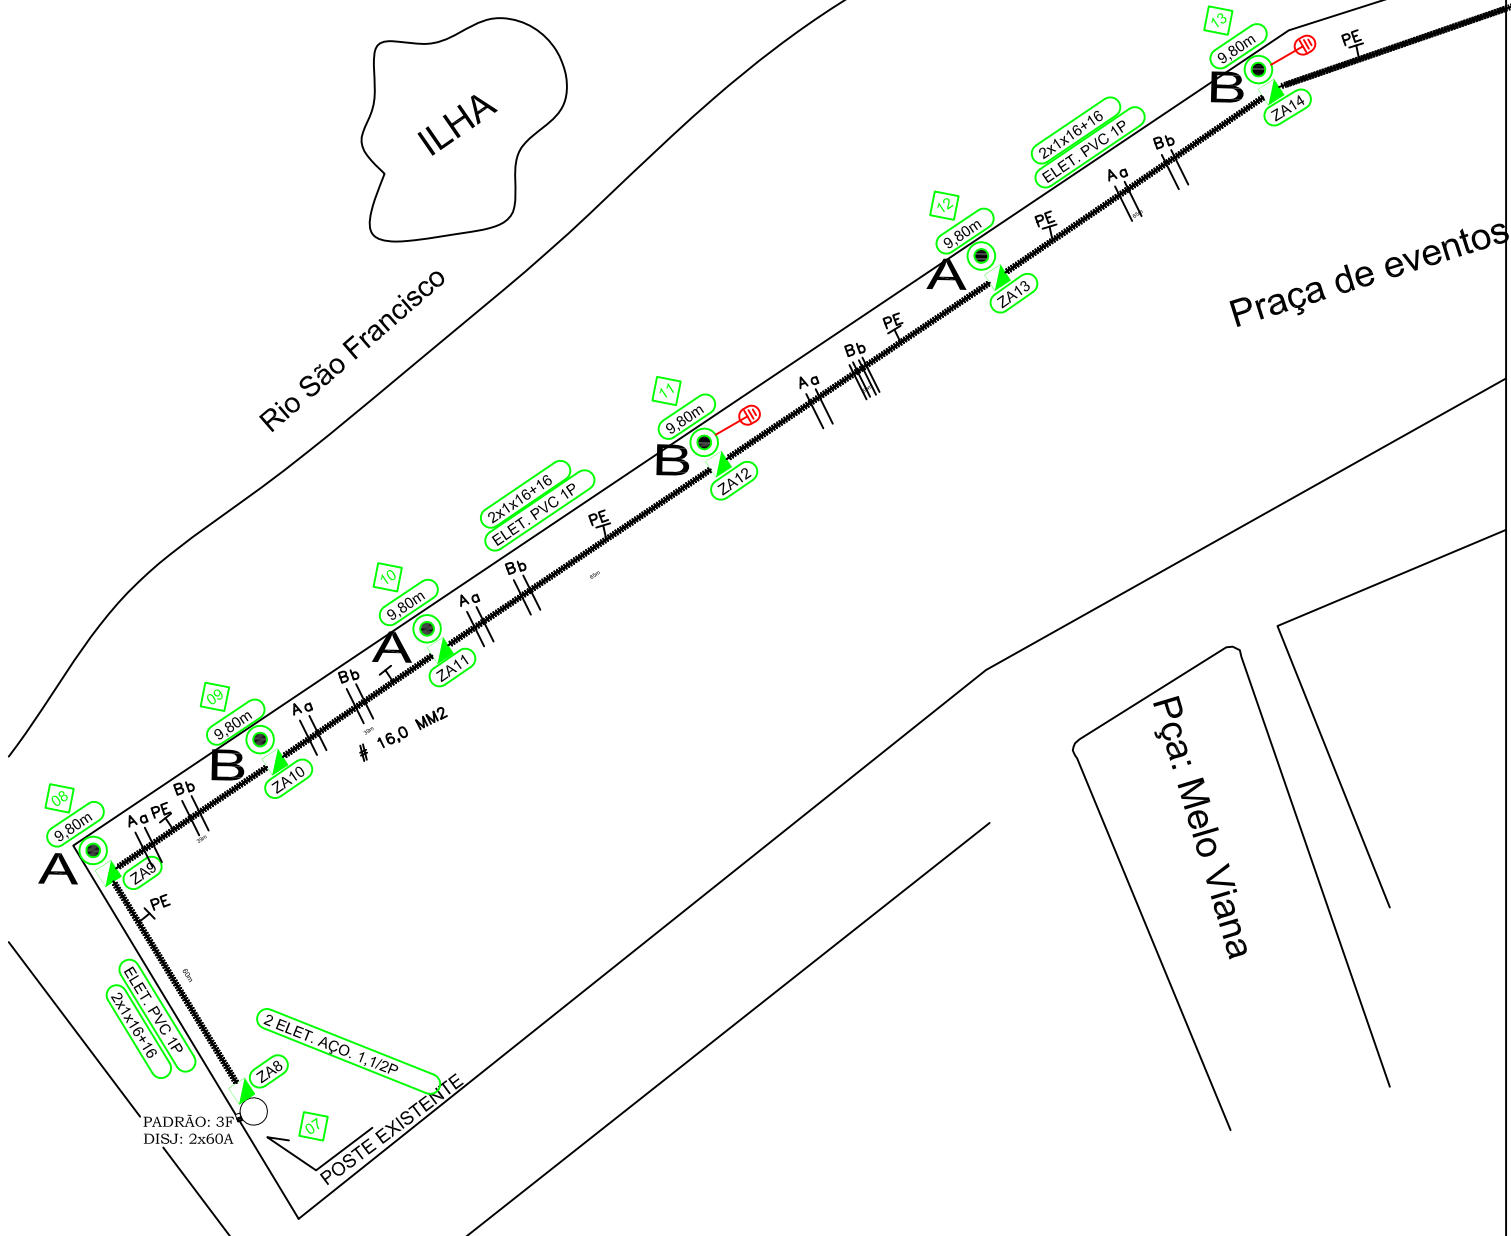 ILHA
Rio São Francisco
Praça de eventos
Pça: Melo Viana
13
9,80m
B
ZA14
PE
2x1x16+16
ELET. PVC 1P
Bb
Aa
PE
12
9,80m
A
ZA13
PE
Bb
Aa
11
9,80m
B
ZA12
2x1x16+16
ELET. PVC 1P
PE
60m
Bb
Aa
10
9,80m
A
ZA11
Bb
Aa
# 16,0 MM2
09
9,80m
B
ZA10
Bb
PE
Aa
08
9,80m
A
ZA9
PE
60m
ELET. PVC 1P
2x1x16+16
2 ELET. AÇO. 1,1/2P
ZA8
07
PADRÃO: 3F
DISJ: 2x60A
POSTE EXISTENTE